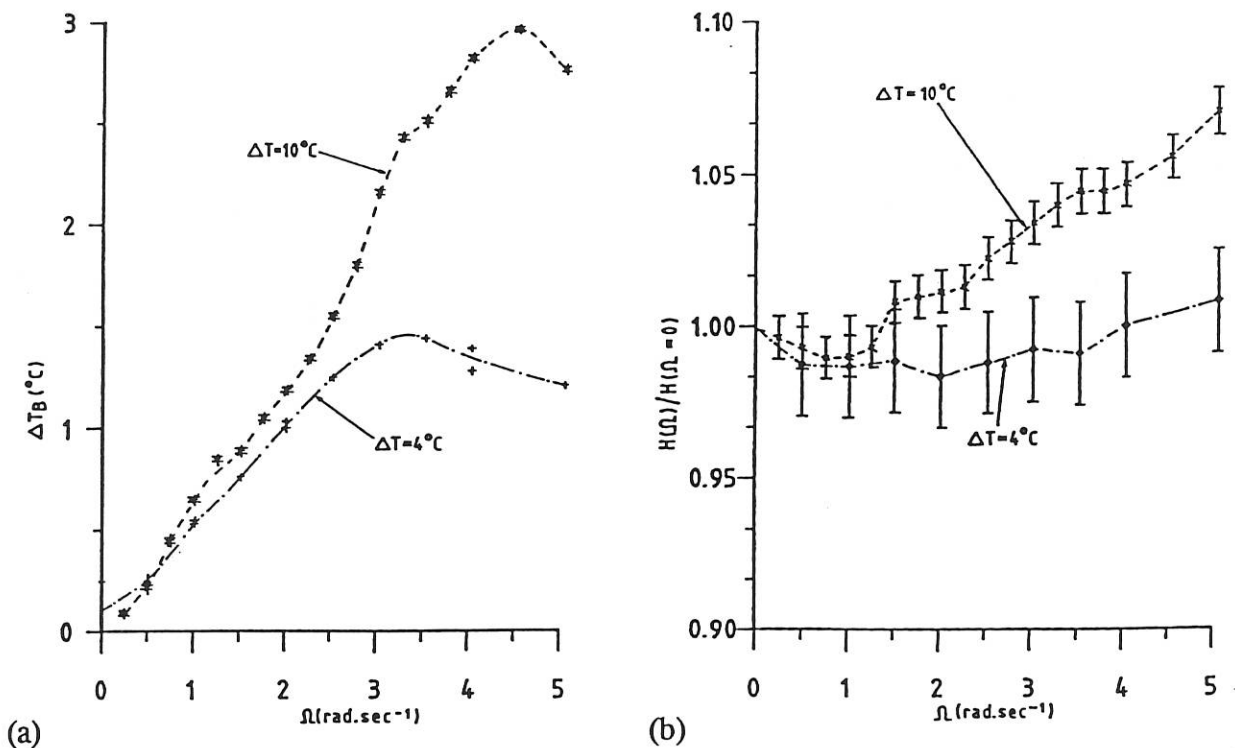 3
2
1
0
ΔT_B (°C)
ΔT=10°C
ΔT=4°C
0 1 2 3 4 5
Ω(rad.sec⁻¹)
(a)
1.10
1.05
1.00
0.95
0.90
H(Ω)/H(Ω=0)
ΔT=10°C
ΔT=4°C
0 1 2 3 4 5
Ω(rad.sec⁻¹)
(b)